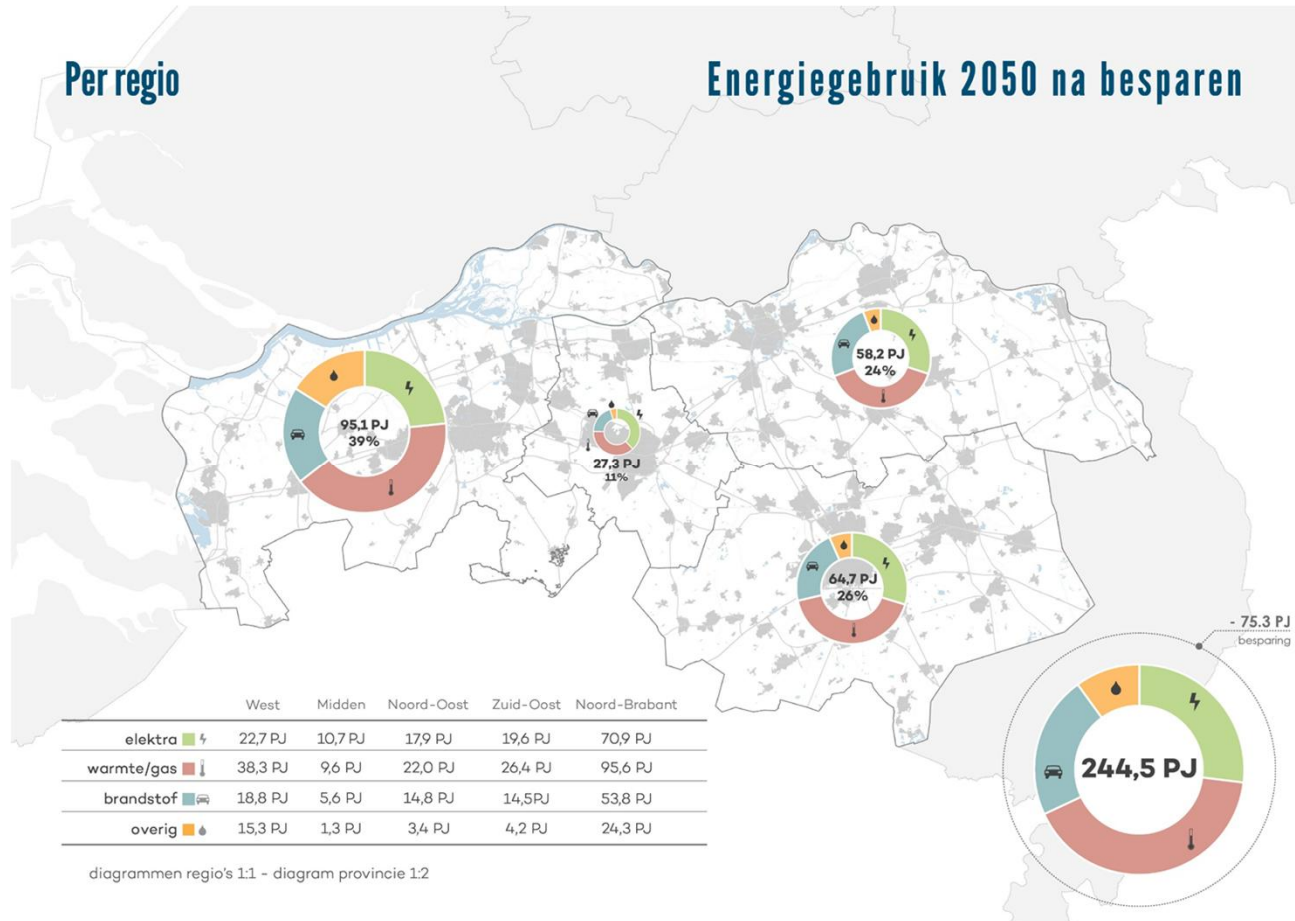 Per regio
Energiegebruik 2050 na besparen
58,2 PJ
24%
95,1 PJ
39%
27,3 PJ
11%
64,7 PJ
26%
- 75.3 PJ
besparing
244,5 PJ
West Midden Noord-Oost Zuid-Oost Noord-Brabant
elektra 22,7 PJ 10,7 PJ 17,9 PJ 19,6 PJ 70,9 PJ
warmte/gas 38,3 PJ 9,6 PJ 22,0 PJ 26,4 PJ 95,6 PJ
brandstof 18,8 PJ 5,6 PJ 14,8 PJ 14,5PJ 53,8 PJ
overig 15,3 PJ 1,3 PJ 3,4 PJ 4,2 PJ 24,3 PJ
diagrammen regio's 1:1 - diagram provincie 1:2